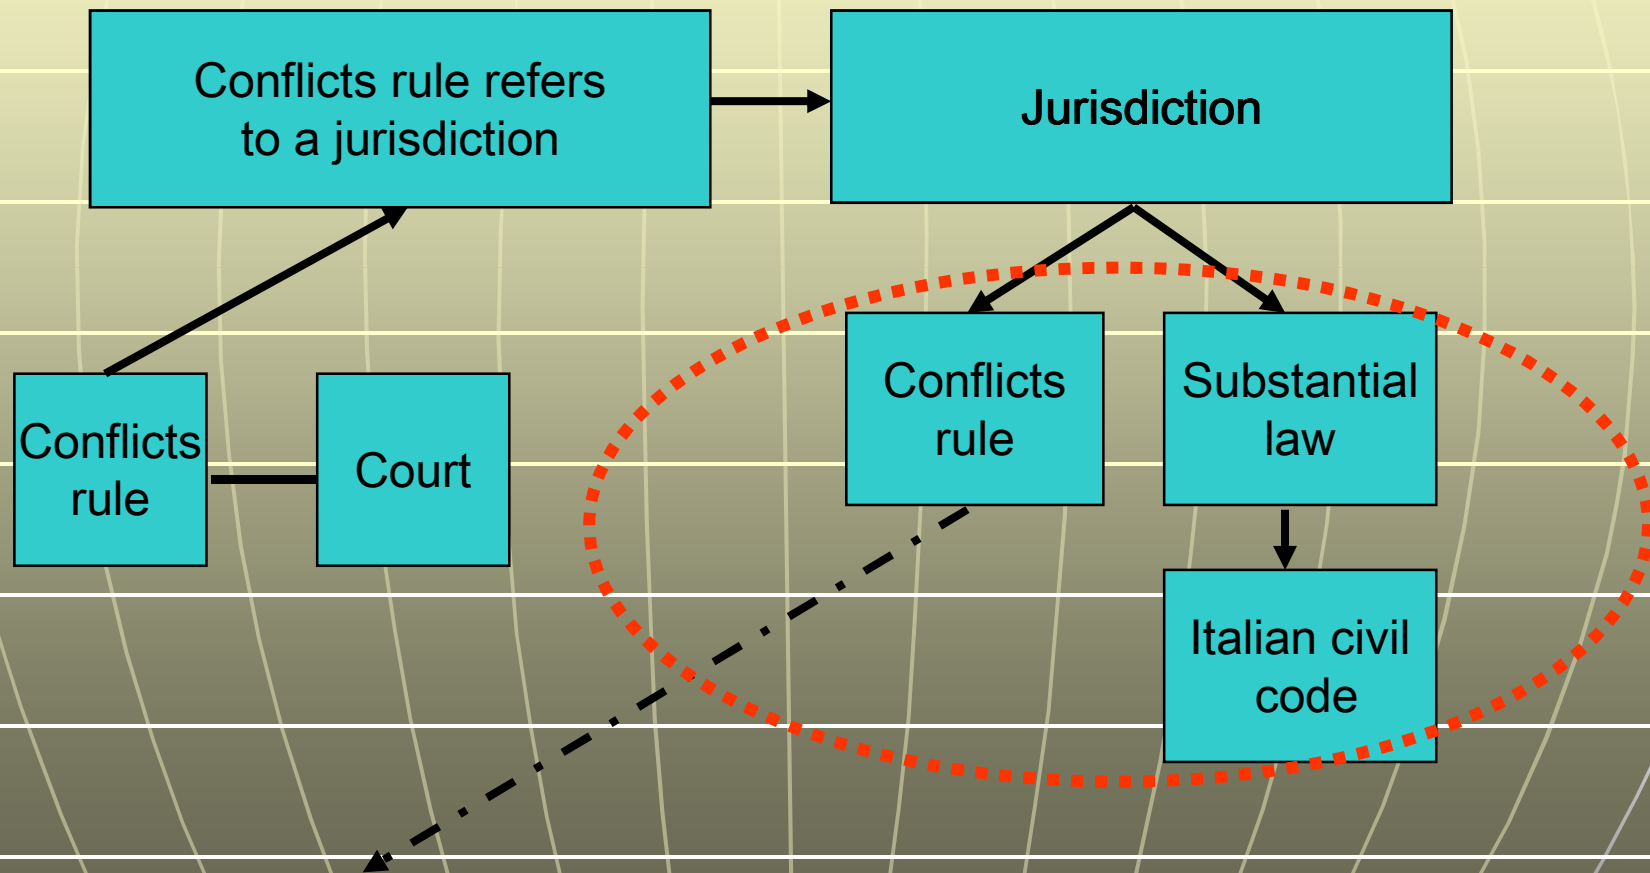 Conflicts rule refers
to a jurisdiction
Jurisdiction
Conflicts
rule
Court
Conflicts
rule
Substantial
law
Italian civil
code